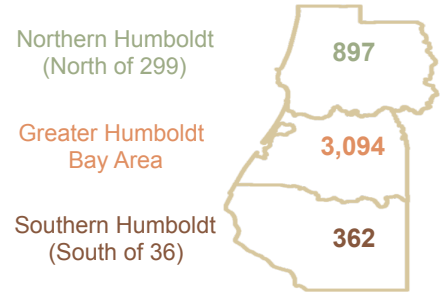 Northern Humboldt
(North of 299)
897
Greater Humboldt
Bay Area
3,094
Southern Humboldt
(South of 36)
362